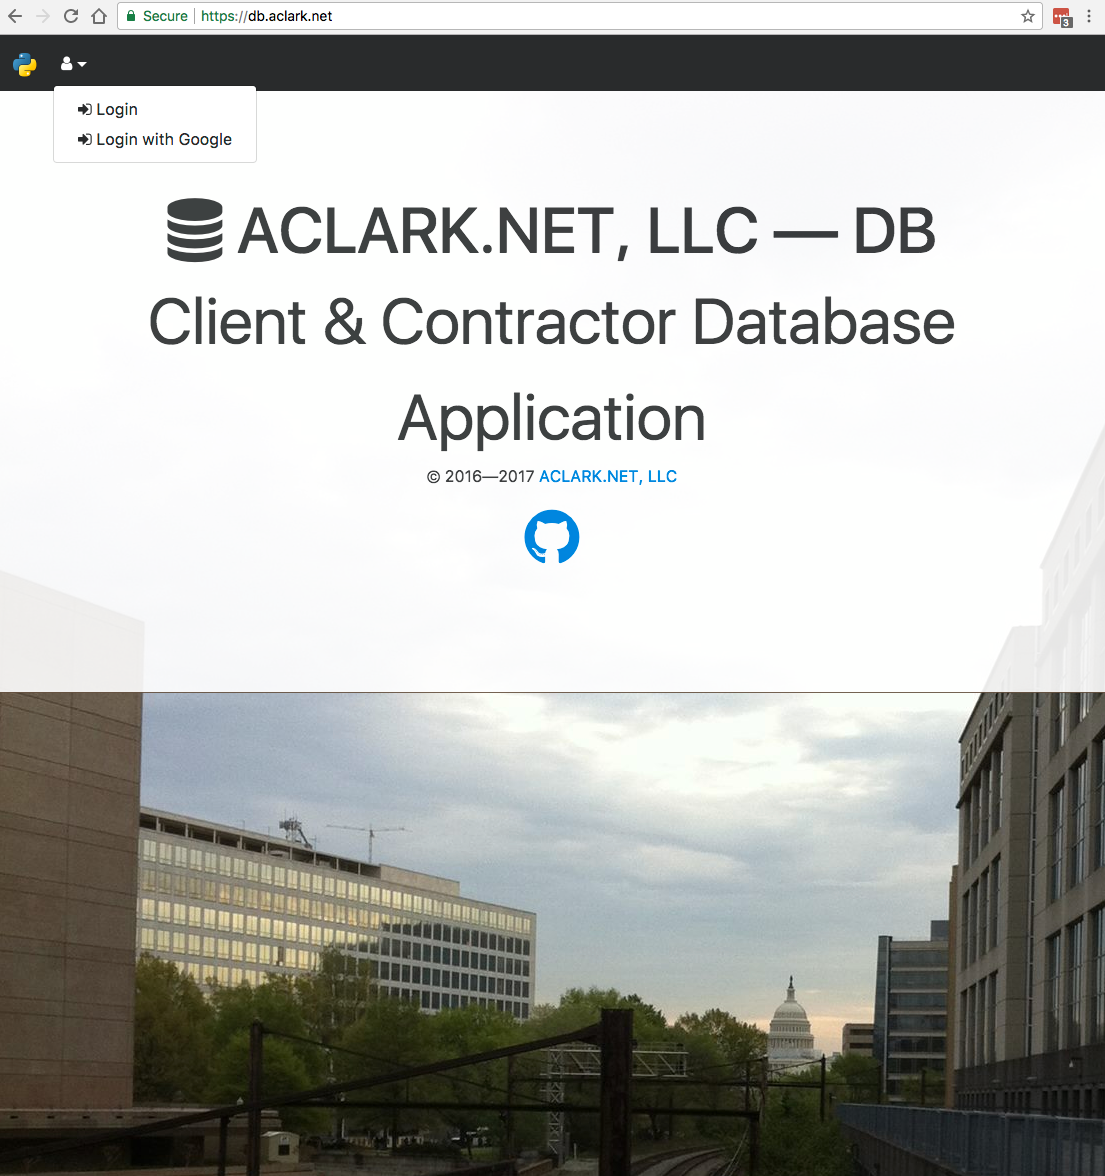 Secure https://db.aclark.net
3
Login
Login with Google
ACLARK.NET, LLC — DB
Client & Contractor Database
Application
© 2016—2017 ACLARK.NET, LLC